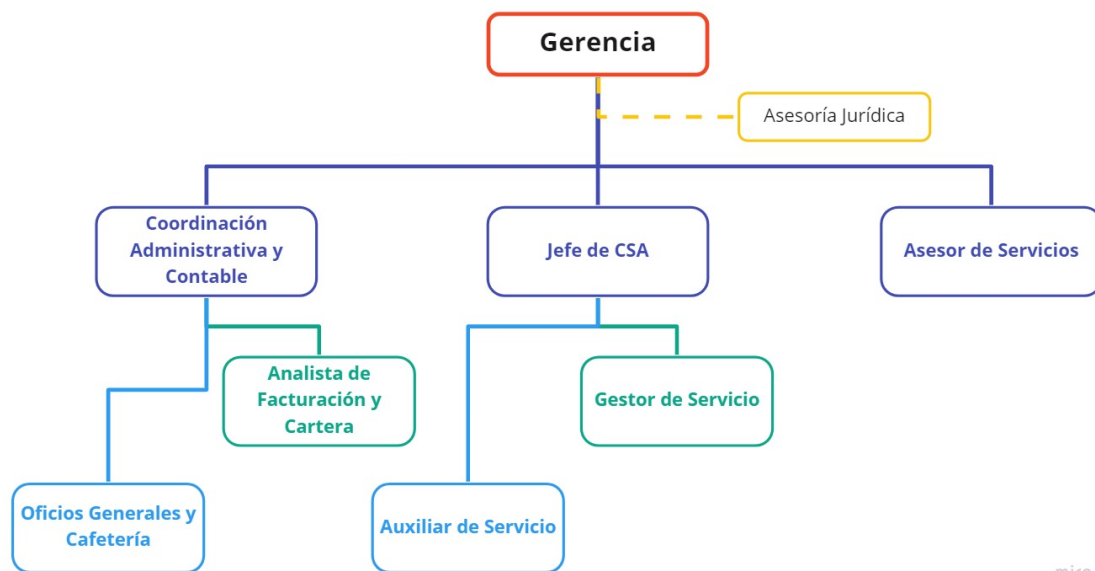 Gerencia
Asesoría Jurídica
Coordinación
Administrativa y
Contable
Jefe de CSA
Asesor de Servicios
Analista de
Facturación y
Cartera
Gestor de Servicio
Oficios Generales y
Cafetería
Auxiliar de Servicio
miro